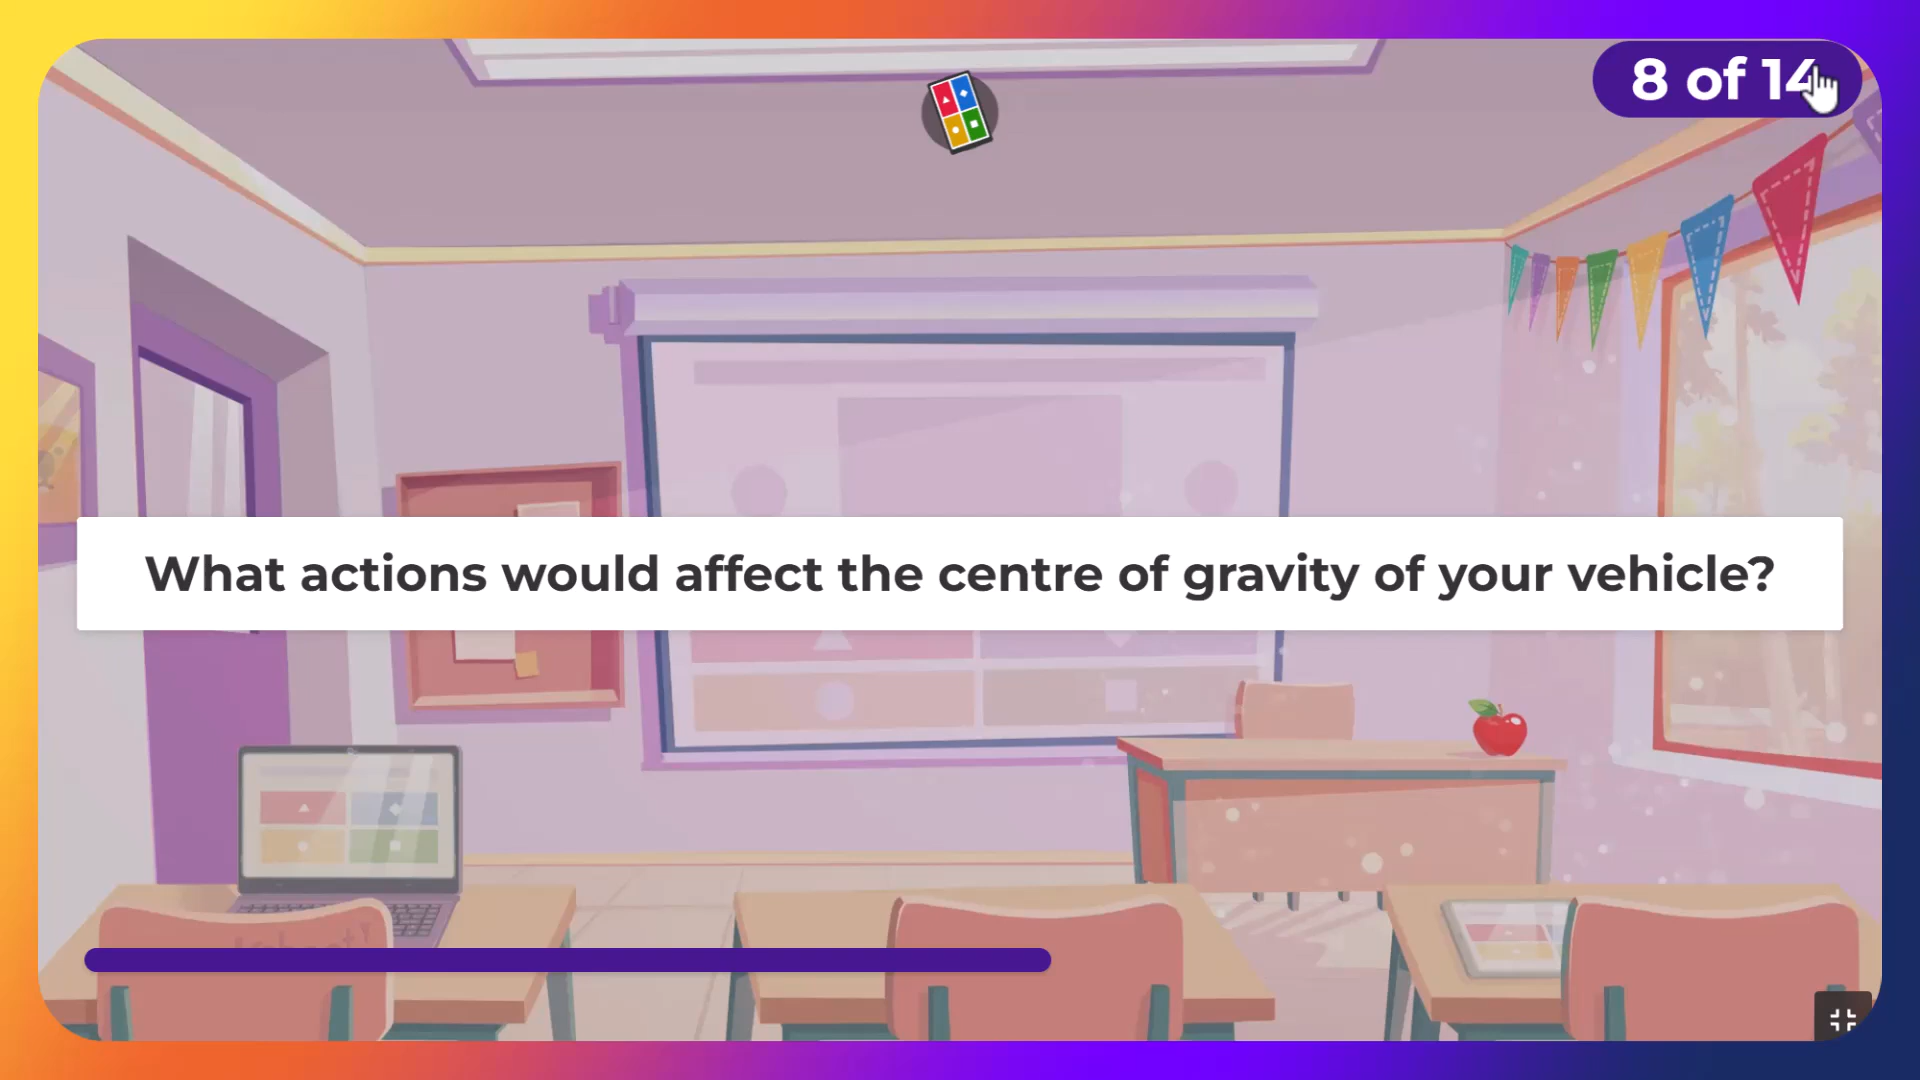 8 of 14
What actions would affect the centre of gravity of your vehicle?